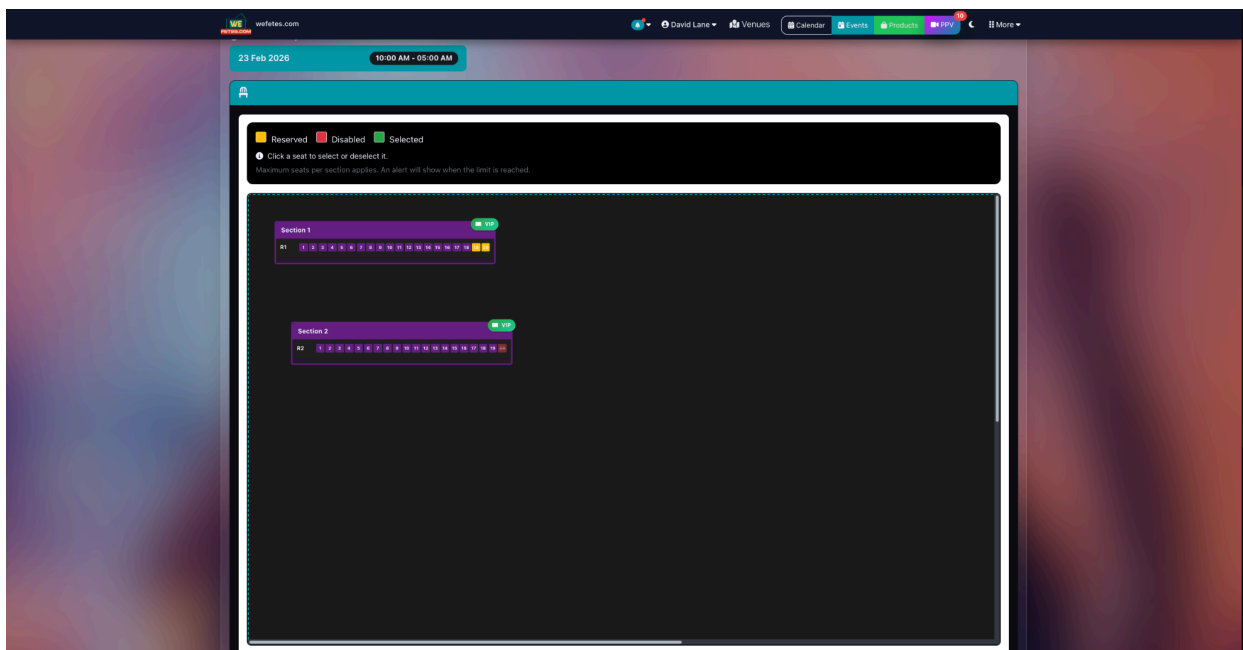 WE
FETES.COM
wefetes.com
David Lane
Venues
Calendar
Events
Products
PPV
10
More
23 Feb 2026
10:00 AM - 05:00 AM
Reserved
Disabled
Selected
Click a seat to select or deselect it.
Maximum seats per section applies. An alert will show when the limit is reached.
VIP
Section 1
R1 1 2 3 4 5 6 7 8 9 10 11 12 13 14 15 16 17 18
VIP
Section 2
R2 1 2 3 4 5 6 7 8 9 10 11 12 13 14 15 16 17 18 19